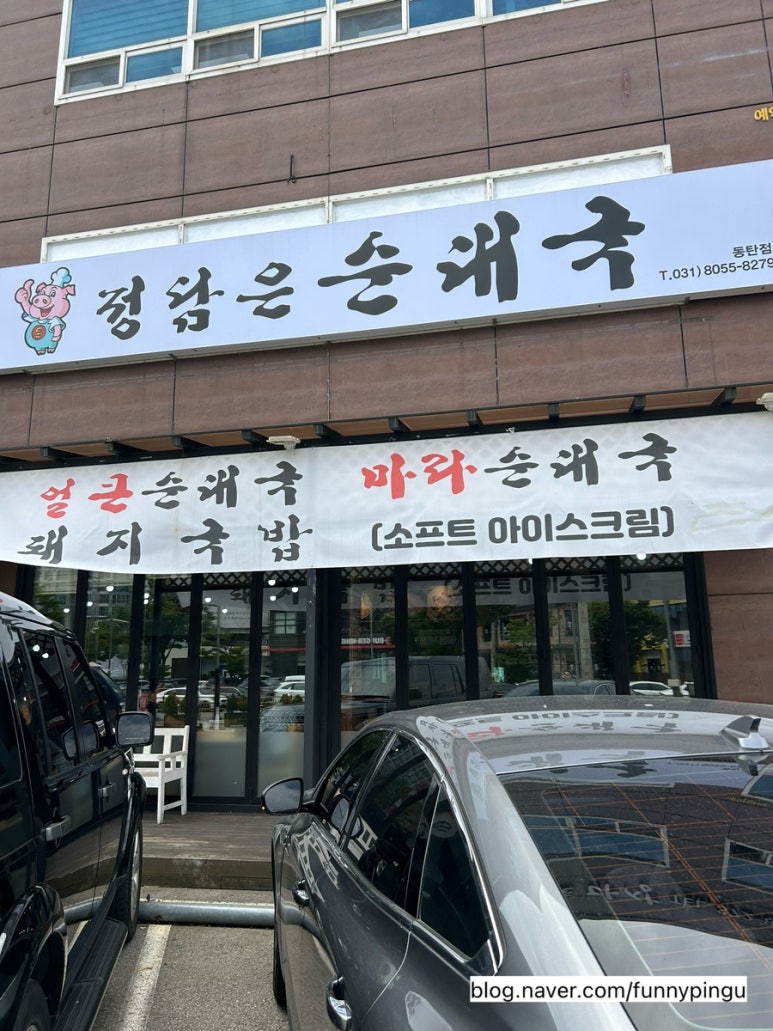 정담은순대국
동탄점
T.031)8055-8279
얼큰순대국 마라순대국
돼지국밥 (소프트 아이스크림)
blog.naver.com/funnypingu